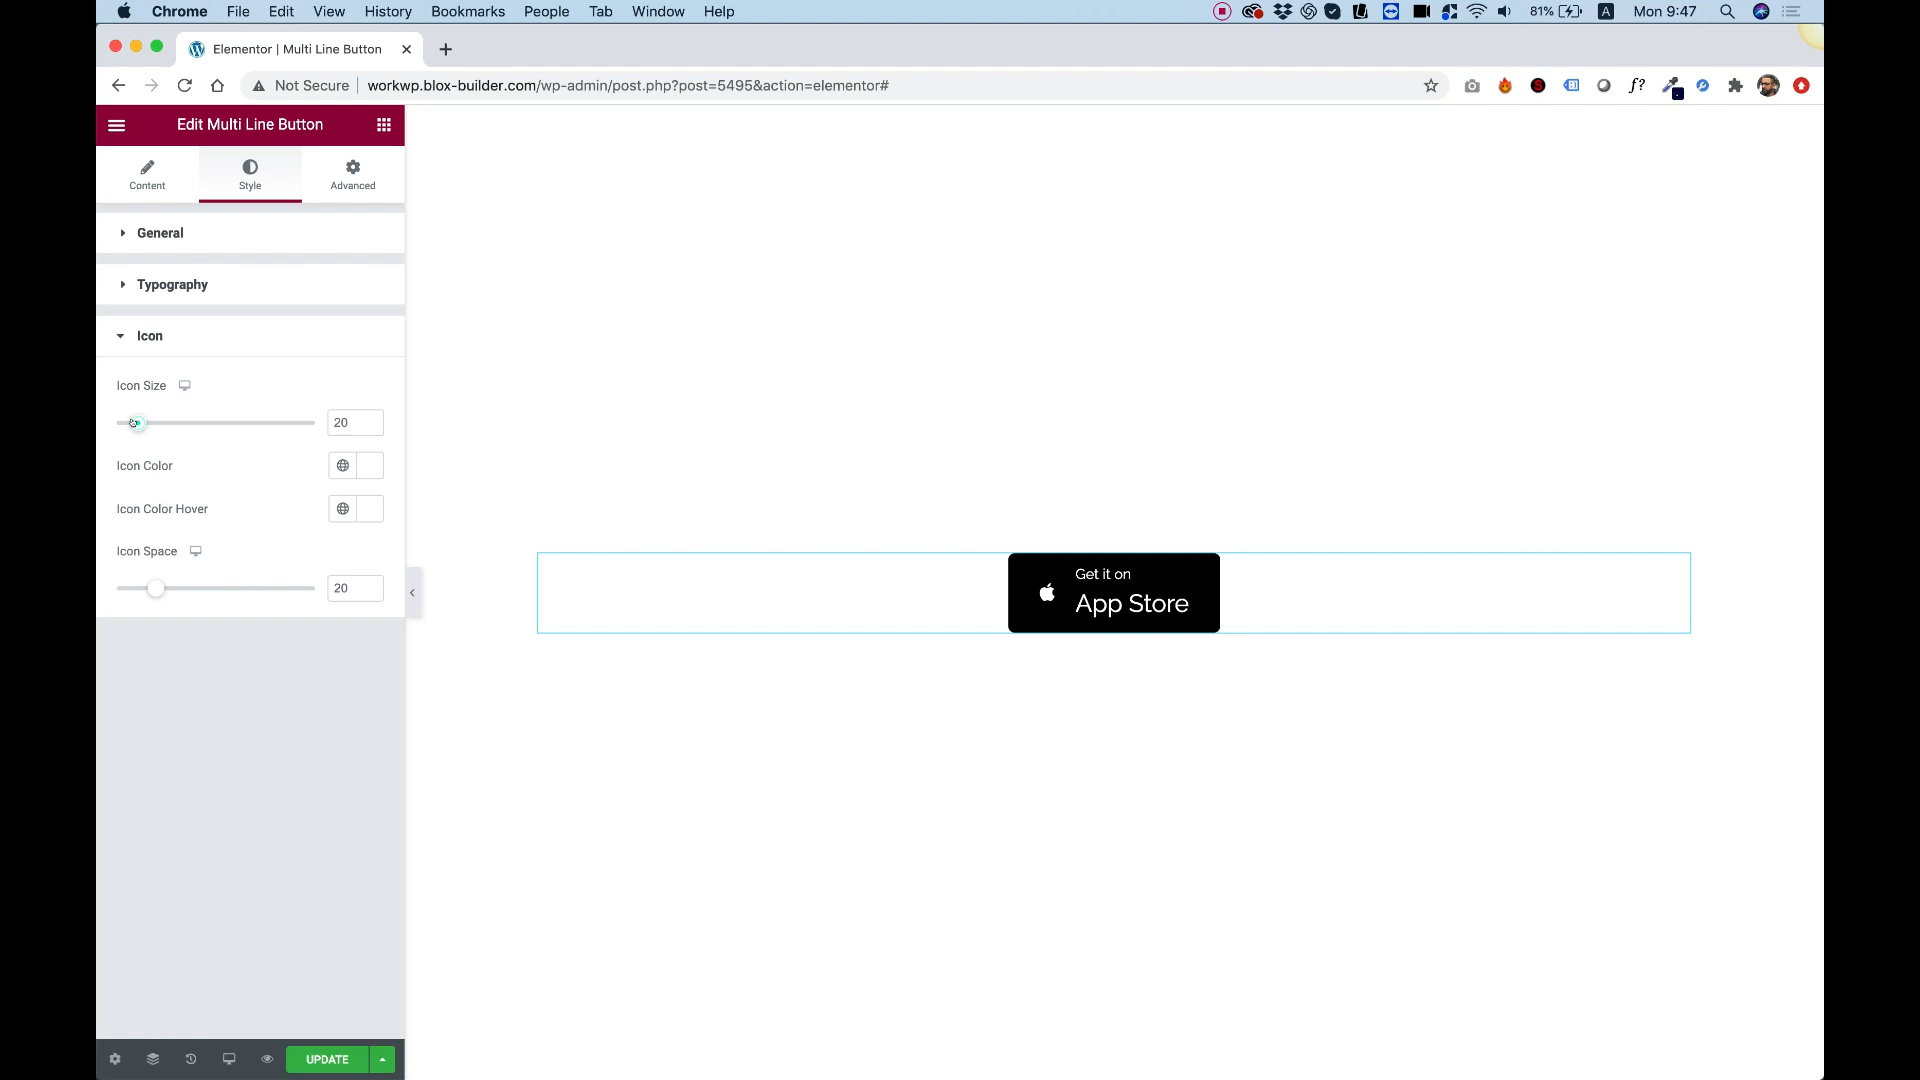 Chrome File Edit View History Bookmarks People Tab Window Help 81% A Mon 9:47
Elementor | Multi Line Button
Not Secure workwp.blox-builder.com/wp-admin/post.php?post=5495&action=elementor#
f?
Edit Multi Line Button
Content Style Advanced
General
Typography
Icon
Icon Size
20
Icon Color
Icon Color Hover
Icon Space
20
Get it on
App Store
UPDATE